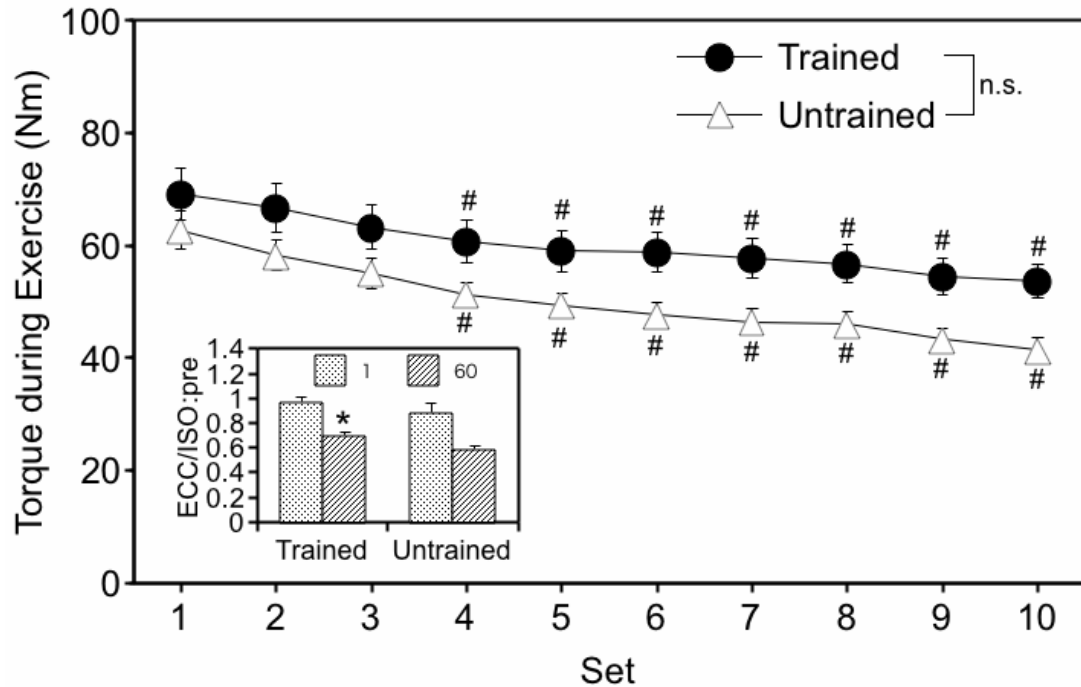 Torque during Exercise (Nm)
100
80
60
40
20
0
Trained
Untrained
n.s.
# # # # # # #
# # # # # # #
ECC/ISO:pre
1.4
1.2
1
0.8
0.6
0.4
0.2
0
1 60
*
Trained Untrained
1 2 3 4 5 6 7 8 9 10
Set